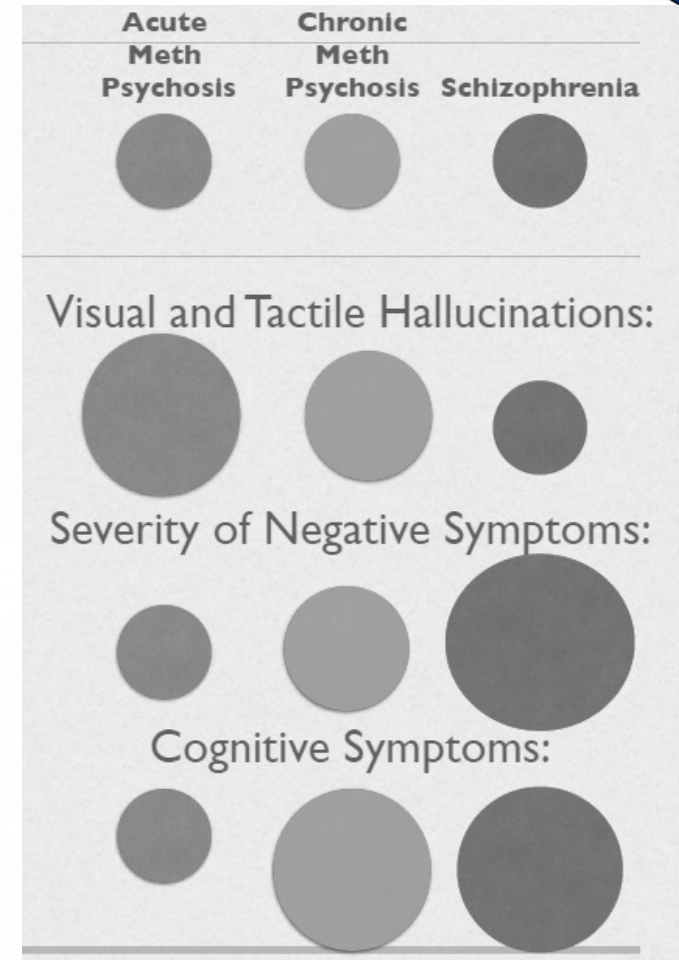 Acute Chronic
Meth Meth
Psychosis Psychosis Schizophrenia
Visual and Tactile Hallucinations:
Severity of Negative Symptoms:
Cognitive Symptoms: